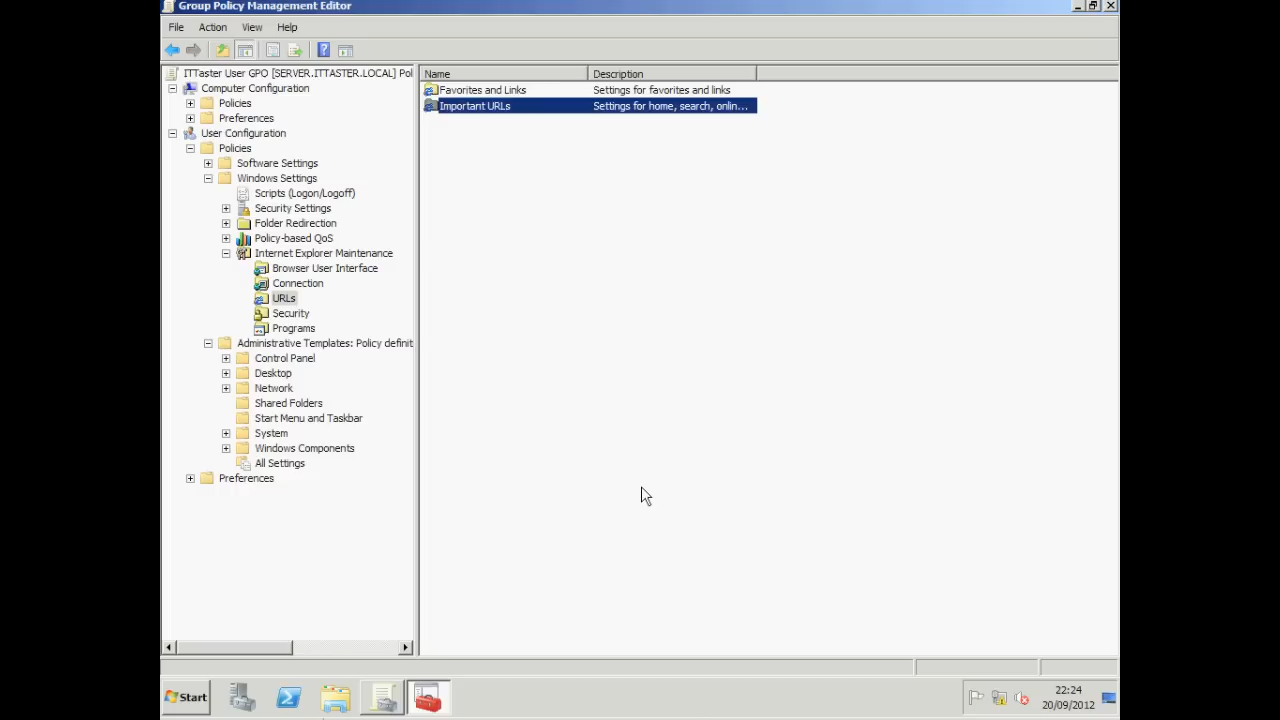 Group Policy Management Editor
File Action View Help
ITTaster User GPO [SERVER.ITTASTER.LOCAL] Pol
Computer Configuration
Policies
Preferences
User Configuration
Policies
Software Settings
Windows Settings
Scripts (Logon/Logoff)
Security Settings
Folder Redirection
Policy-based QoS
Internet Explorer Maintenance
Browser User Interface
Connection
URLs
Security
Programs
Administrative Templates: Policy definit
Control Panel
Desktop
Network
Shared Folders
Start Menu and Taskbar
System
Windows Components
All Settings
Preferences
Name Description
Favorites and Links Settings for favorites and links
Important URLs Settings for home, search, onlin...
Start
22:24
20/09/2012